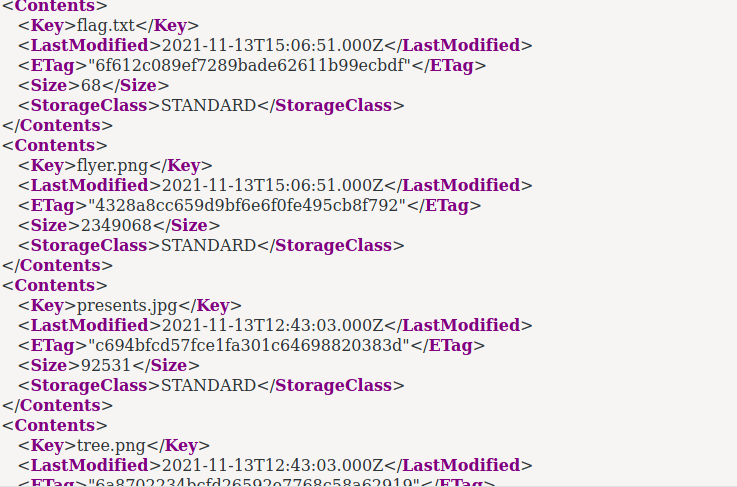 <Contents>
<Key>flag.txt</Key>
<LastModified>2021-11-13T15:06:51.000Z</LastModified>
<ETag>"6f612c089ef7289bade62611b99ecbdf"</ETag>
<Size>68</Size>
<StorageClass>STANDARD</StorageClass>
</Contents>
<Contents>
<Key>flyer.png</Key>
<LastModified>2021-11-13T15:06:51.000Z</LastModified>
<ETag>"4328a8cc659d9bf6e6f0fe495cb8f792"</ETag>
<Size>2349068</Size>
<StorageClass>STANDARD</StorageClass>
</Contents>
<Contents>
<Key>presents.jpg</Key>
<LastModified>2021-11-13T12:43:03.000Z</LastModified>
<ETag>"c694bfcd57fce1fa301c64698820383d"</ETag>
<Size>92531</Size>
<StorageClass>STANDARD</StorageClass>
</Contents>
<Contents>
<Key>tree.png</Key>
<LastModified>2021-11-13T12:43:03.000Z</LastModified>
<ETag>"6a8702234bcfd26592e7768c58a62919"</ETag>